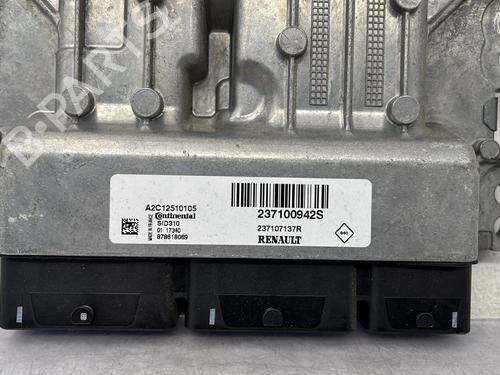 B-PARTS
A2C12510105
Continental
MADE IN FRANCE
SID310
01 17340
878618069
237100942S
237107137R
RENAULT